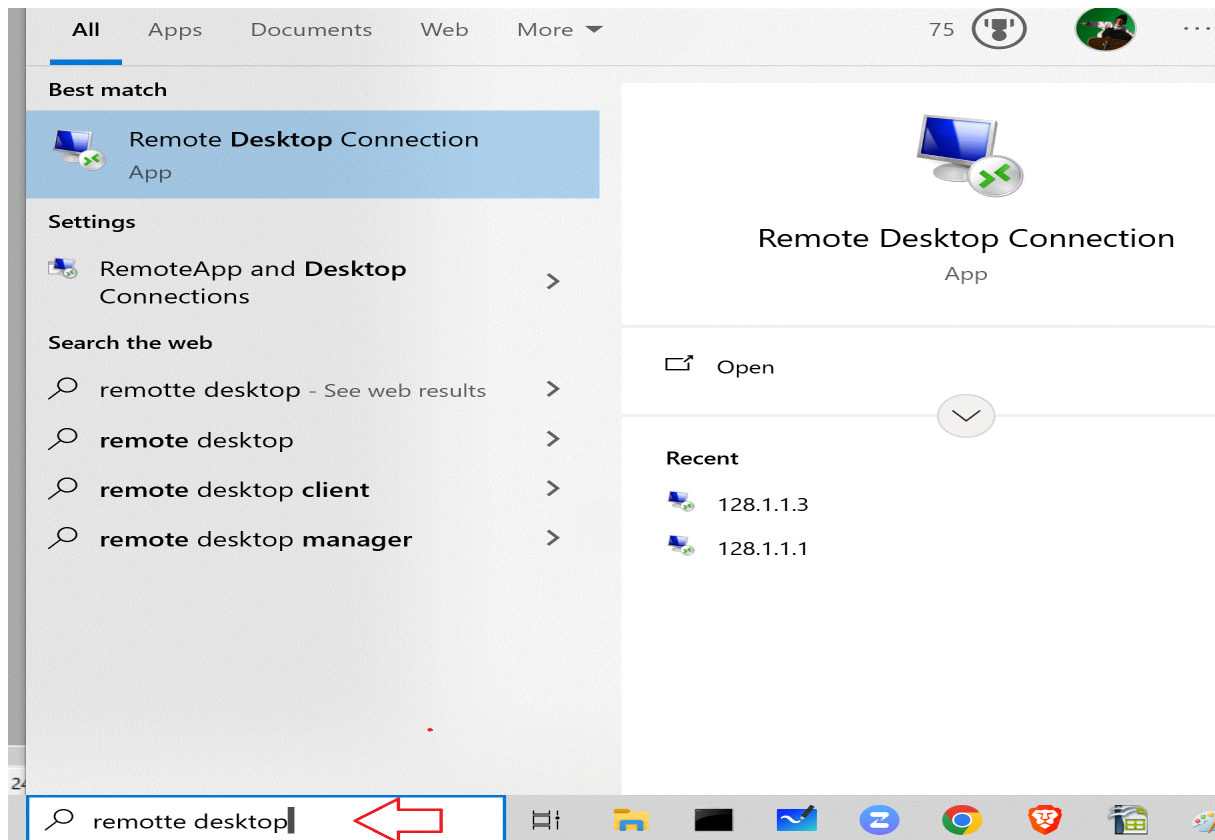 All Apps Documents Web More 75
Best match
Remote Desktop Connection
App
Settings
RemoteApp and Desktop
Connections
Search the web
remotte desktop - See web results
remote desktop
remote desktop client
remote desktop manager
Remote Desktop Connection
App
Open
Recent
128.1.1.3
128.1.1.1
remotte desktop